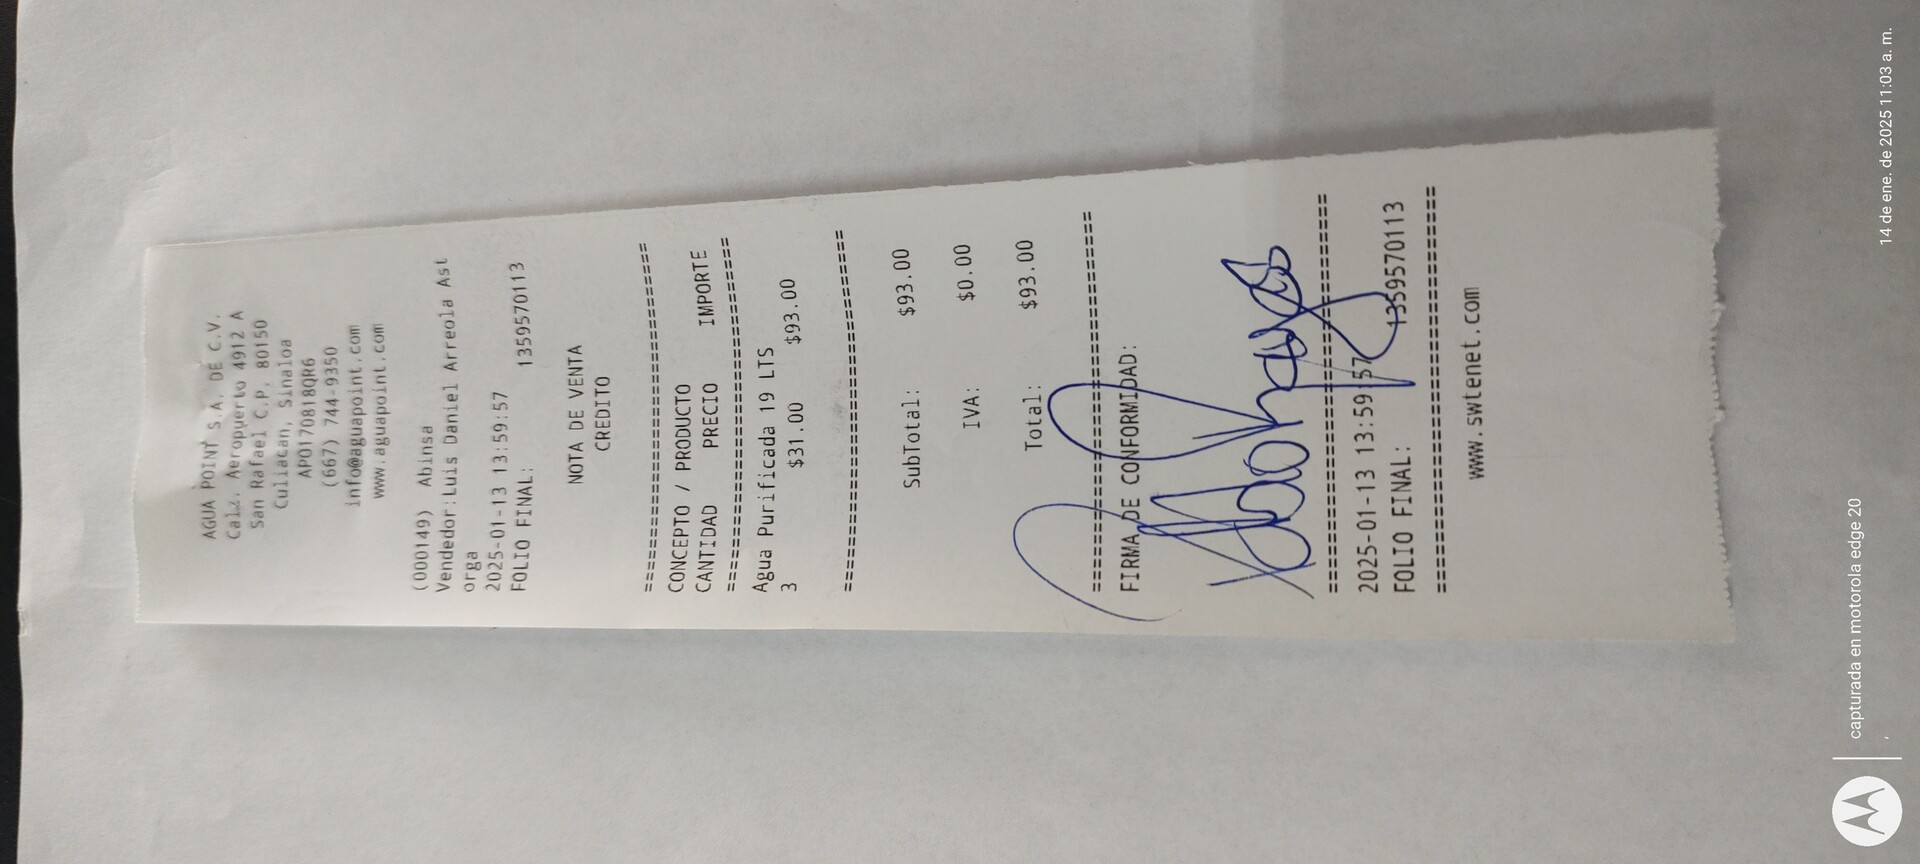 AGUA POINT S.A. DE C.V.
Calz. Aeropuerto 4912 A
San Rafael C.P. 80150
Culiacan, Sinaloa
APO170818QR6
(667) 744-9350
info@aguapoint.com
www.aguapoint.com
(000149) Abinsa
Vendedor:Luis Daniel Arreola Ast
orga
2025-01-13 13:59:57
FOLIO FINAL: 1359570113
NOTA DE VENTA
CREDITO
================================
CONCEPTO / PRODUCTO
CANTIDAD PRECIO IMPORTE
================================
Agua Purificada 19 LTS
3 $31.00 $93.00
================================
SubTotal: $93.00
IVA: $0.00
Total: $93.00
================================
FIRMA DE CONFORMIDAD:
================================
2025-01-13 13:59:57
FOLIO FINAL: 1359570113
================================
www.swtenet.com
capturada en motorola edge 20
14 de ene. de 2025 11:03 a. m.